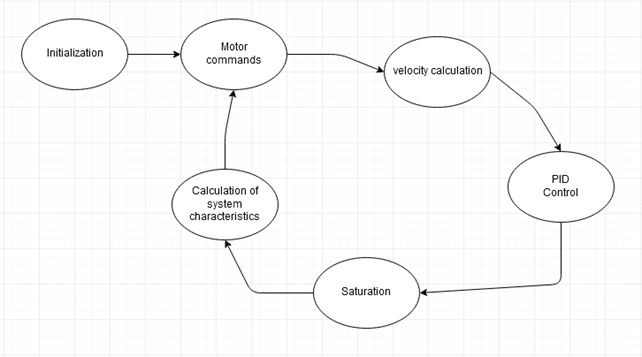 Initialization
Motor
commands
velocity calculation
PID
Control
Calculation of
system
characteristics
Saturation